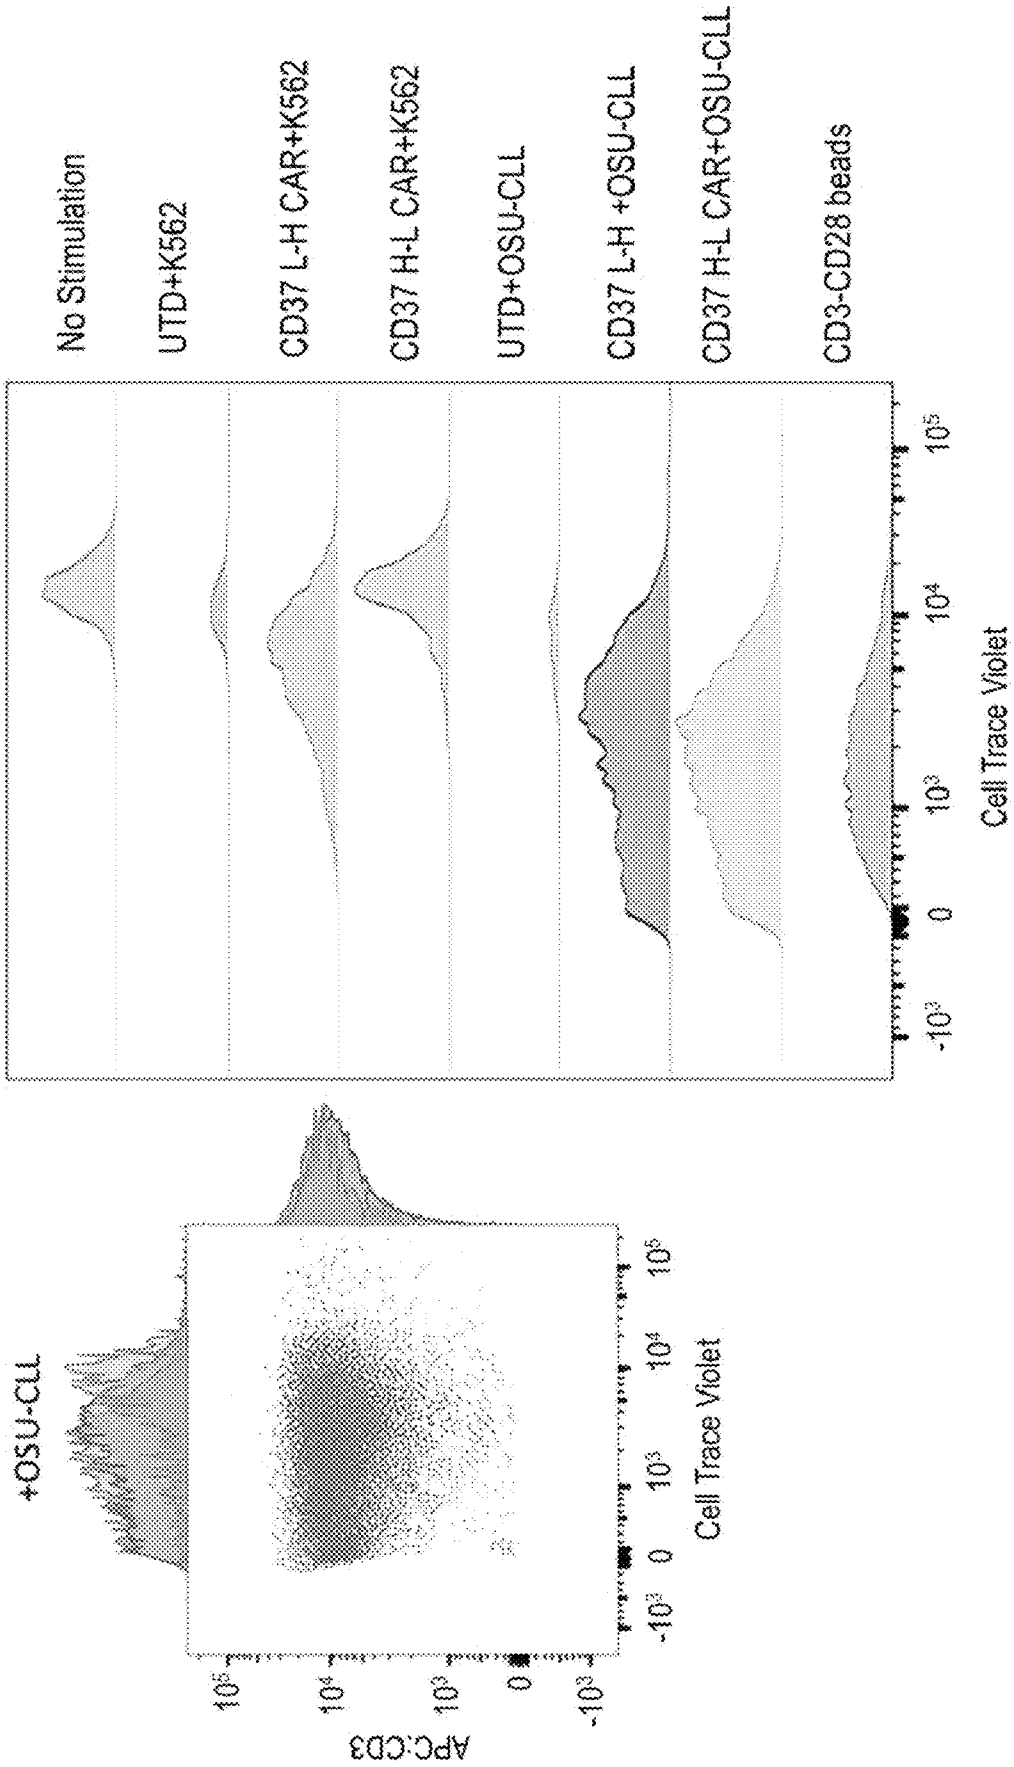 +OSU-CLL
APC:CD3
10⁵
10⁴
10³
0
-10³
-10³
0
10³
10⁴
10⁵
Cell Trace Violet
No Stimulation
UTD+K562
CD37 L-H CAR+K562
CD37 H-L CAR+K562
UTD+OSU-CLL
CD37 L-H +OSU-CLL
CD37 H-L CAR+OSU-CLL
CD3-CD28 beads
-10³
0
10³
10⁴
10⁵
Cell Trace Violet